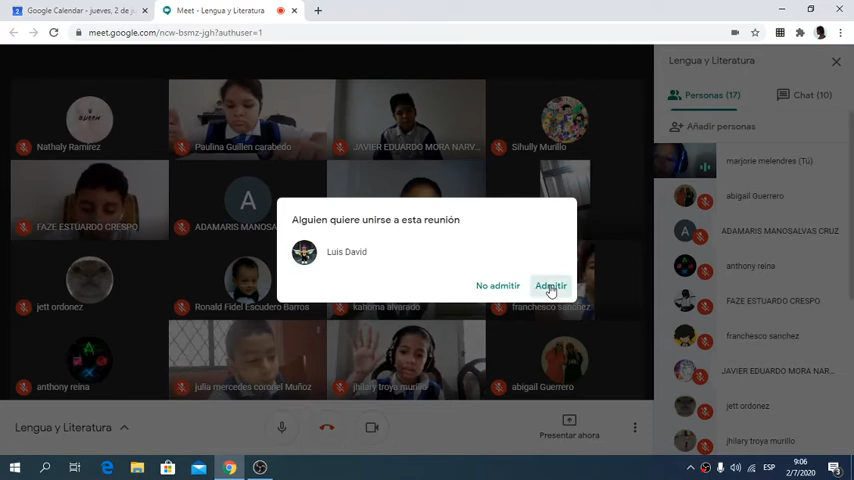 Google Calendar - jueves, 2 de ju
Meet - Lengua y Literatura
meet.google.com/ncw-bsmz-jgh?authuser=1
Lengua y Literatura
Personas (17)
Chat (10)
Añadir personas
marjorie melendres (Tú)
abigail Guerrero
A
ADAMARIS MANOSALVAS CRUZ
anthony reina
FAZE ESTUARDO CRESPO
franchesco sanchez
JAVIER EDUARDO MORA NAR...
jett ordonez
jhilary troya murillo
Nathaly Ramirez
Paulina Guillen carabedo
JAVIER EDUARDO MORA NARV...
Sihully Murillo
FAZE ESTUARDO CRESPO
A
ADAMARIS MANOSA
Alguien quiere unirse a esta reunión
Luis David
No admitir
Admitir
jett ordonez
Ronald Fidel Escudero Barros
kahoma alvarado
franchesco sanchez
anthony reina
julia mercedes coronel Muñoz
jhilary troya murillo
abigail Guerrero
Lengua y Literatura
Presentar ahora
ESP
9:06
2/7/2020
3